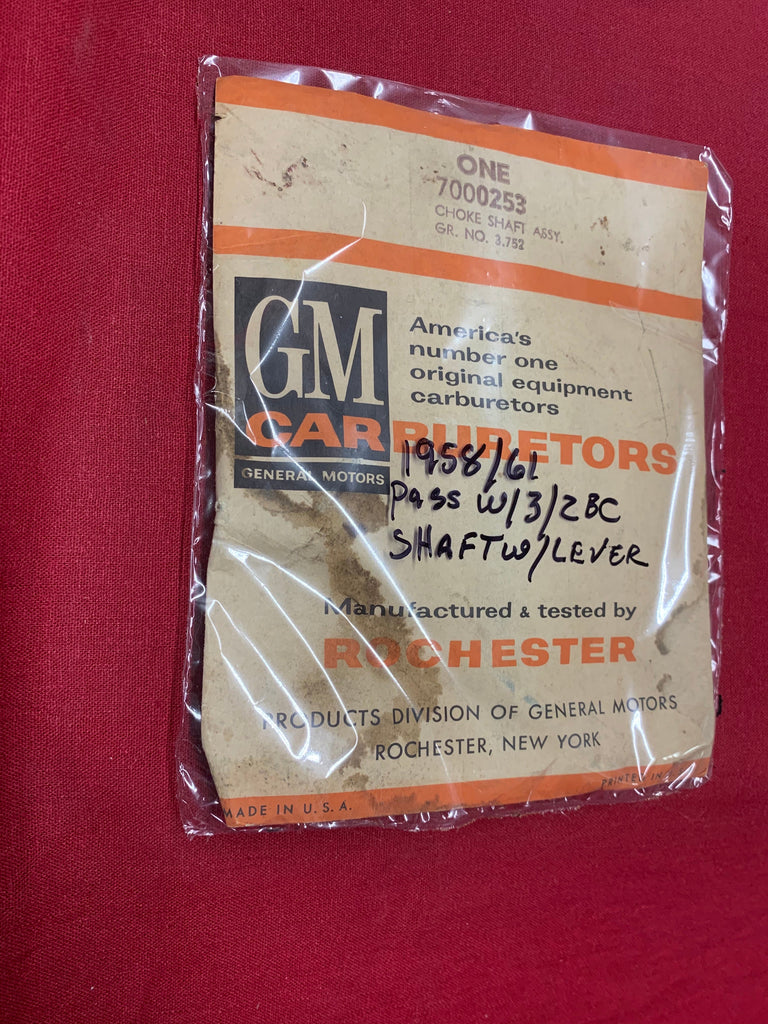 ONE
7000253
CHOKE SHAFT ASSY.
GR. NO. 3.752
GM
America's
number one
original equipment
carburetors
CARBURETORS
GENERAL MOTORS
1958/61
PASS W/3/2BC
SHAFT W/LEVER
Manufactured & tested by
ROCHESTER
PRODUCTS DIVISION OF GENERAL MOTORS
ROCHESTER, NEW YORK
MADE IN U.S.A.
PRINTED IN